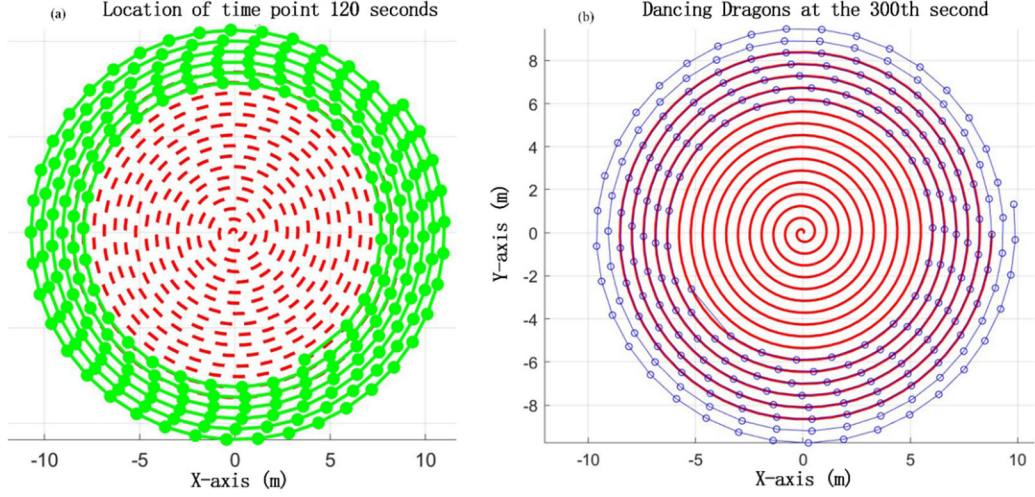 (a) Location of time point 120 seconds
-10 -5 0 5 10
X-axis (m)
(b) Dancing Dragons at the 300th second
Y-axis (m)
8
6
4
2
0
-2
-4
-6
-8
-10 -5 0 5 10
X-axis (m)